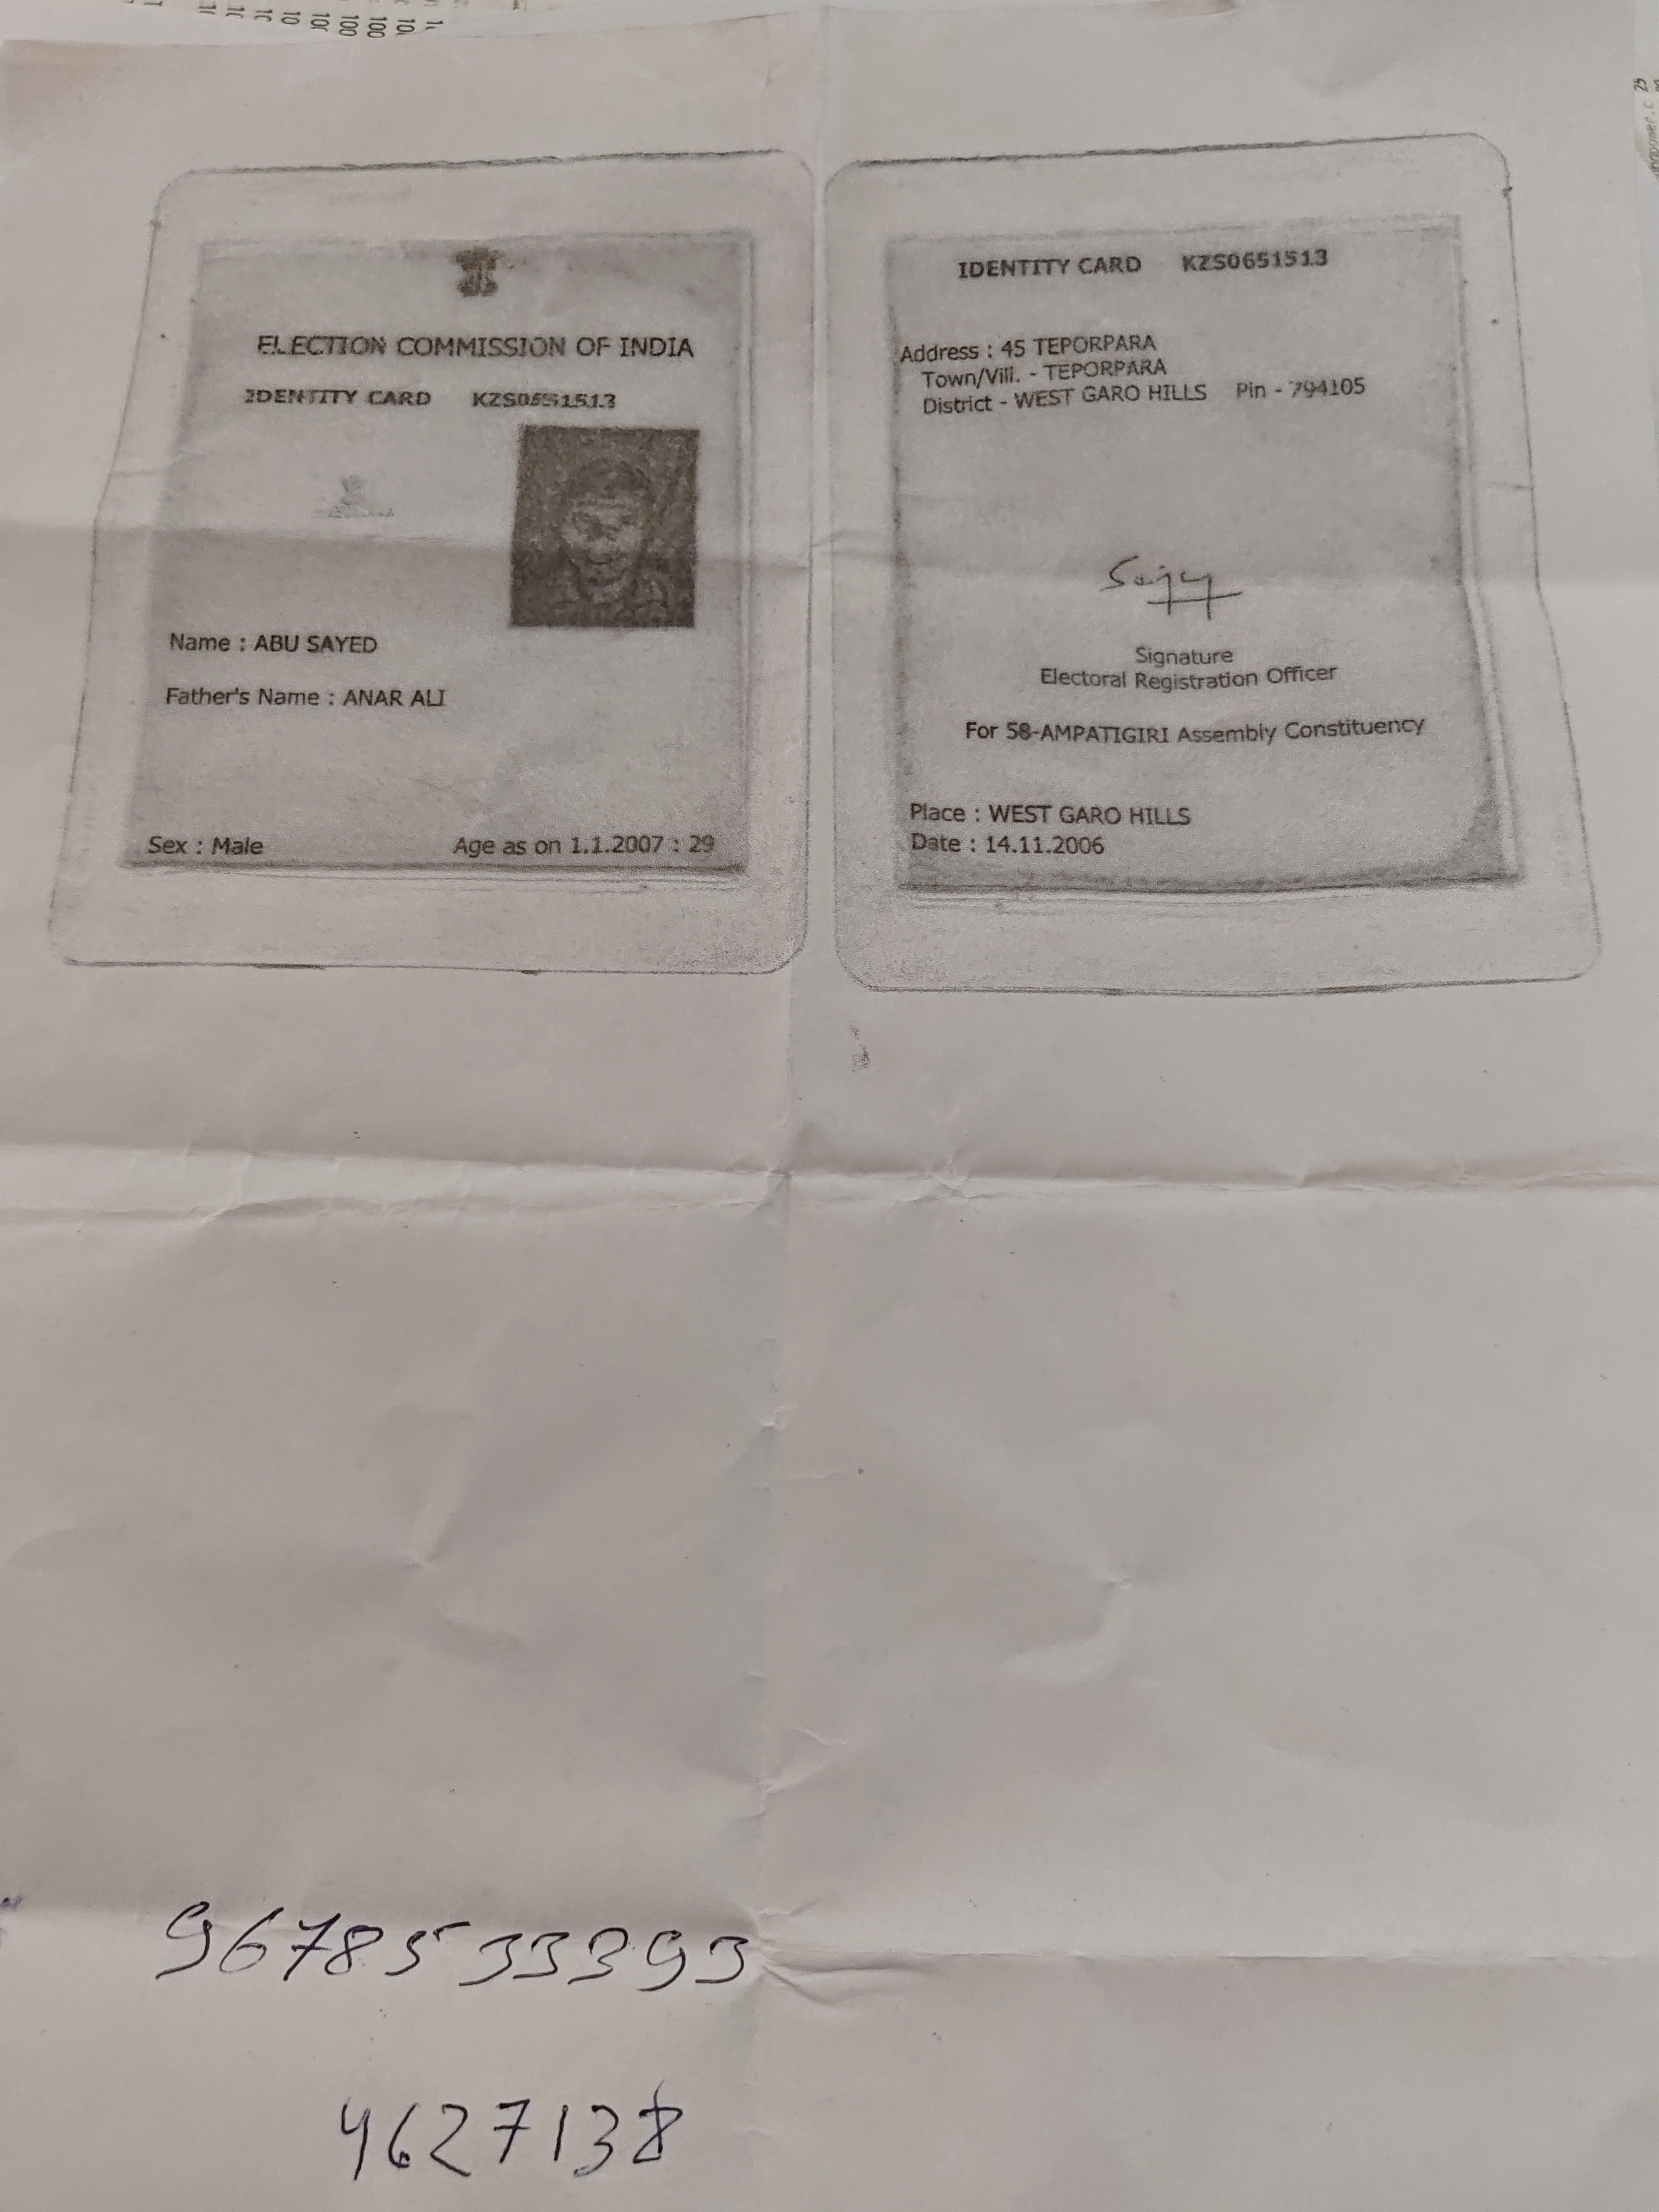 ELECTION COMMISSION OF INDIA
IDENTITY CARD KZS0651513
Name : ABU SAYED
Father's Name : ANAR ALI
Sex : Male Age as on 1.1.2007 : 29
IDENTITY CARD KZS0651513
Address : 45 TEPORPARA
Town/Vill. - TEPORPARA
District - WEST GARO HILLS Pin - 794105
Signature
Electoral Registration Officer
For 58-AMPATIGIRI Assembly Constituency
Place : WEST GARO HILLS
Date : 14.11.2006
9678533393
4627138